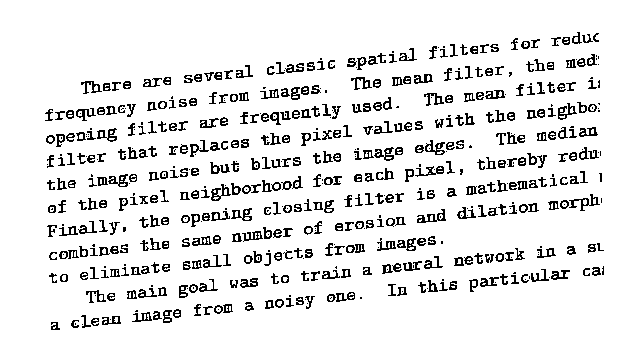 There are several classic spatial filters for reduc
frequency noise from images. The mean filter, the med
opening filter are frequently used. The mean filter i
filter that replaces the pixel values with the neighbo
the image noise but blurs the image edges. The median
of the pixel neighborhood for each pixel, thereby redu
Finally, the opening closing filter is a mathematical
combines the same number of erosion and dilation morph
to eliminate small objects from images.
The main goal was to train a neural network in a su
a clean image from a noisy one. In this particular ca